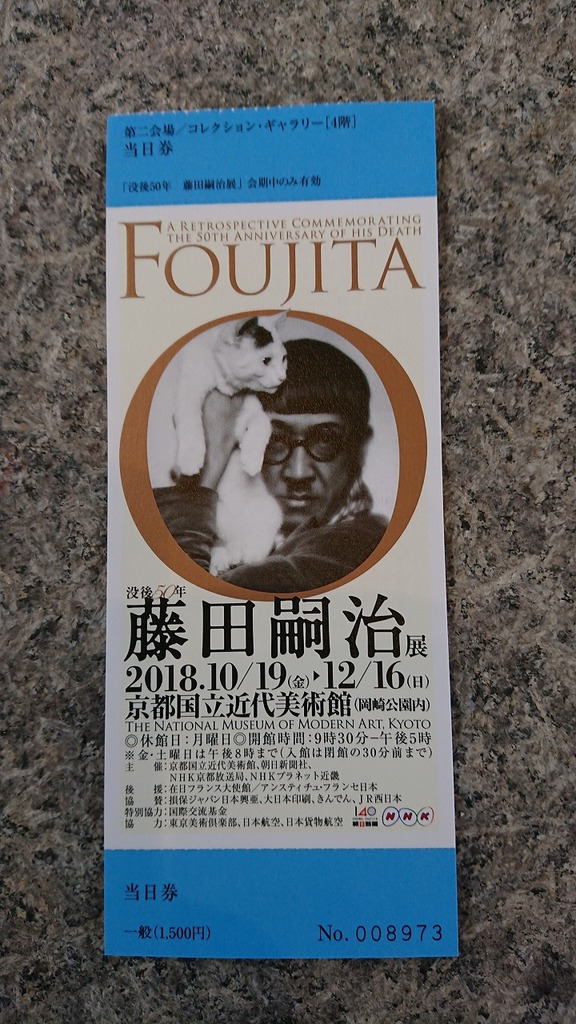 第二会場／コレクション・ギャラリー[4階]
当日券
「没後50年 藤田嗣治展」会期中のみ有効
A RETROSPECTIVE COMMEMORATING
THE 50TH ANNIVERSARY OF HIS DEATH
FOUJITA
没後50年
藤田嗣治展
2018.10/19(金)▶12/16(日)
京都国立近代美術館(岡崎公園内)
THE NATIONAL MUSEUM OF MODERN ART, KYOTO
◎休館日：月曜日◎開館時間：9時30分−午後5時
※金・土曜日は午後8時まで(入館は閉館の30分前まで)
主 催：京都国立近代美術館、朝日新聞社、
NHK京都放送局、NHKプラネット近畿
後 援：在日フランス大使館／アンスティチュ・フランセ日本
協 賛：損保ジャパン日本興亜、大日本印刷、きんでん、JR西日本
特別協力：国際交流基金
協 力：東京美術倶楽部、日本航空、日本貨物航空
140
NHK
当日券
一般(1,500円)
No. 008973